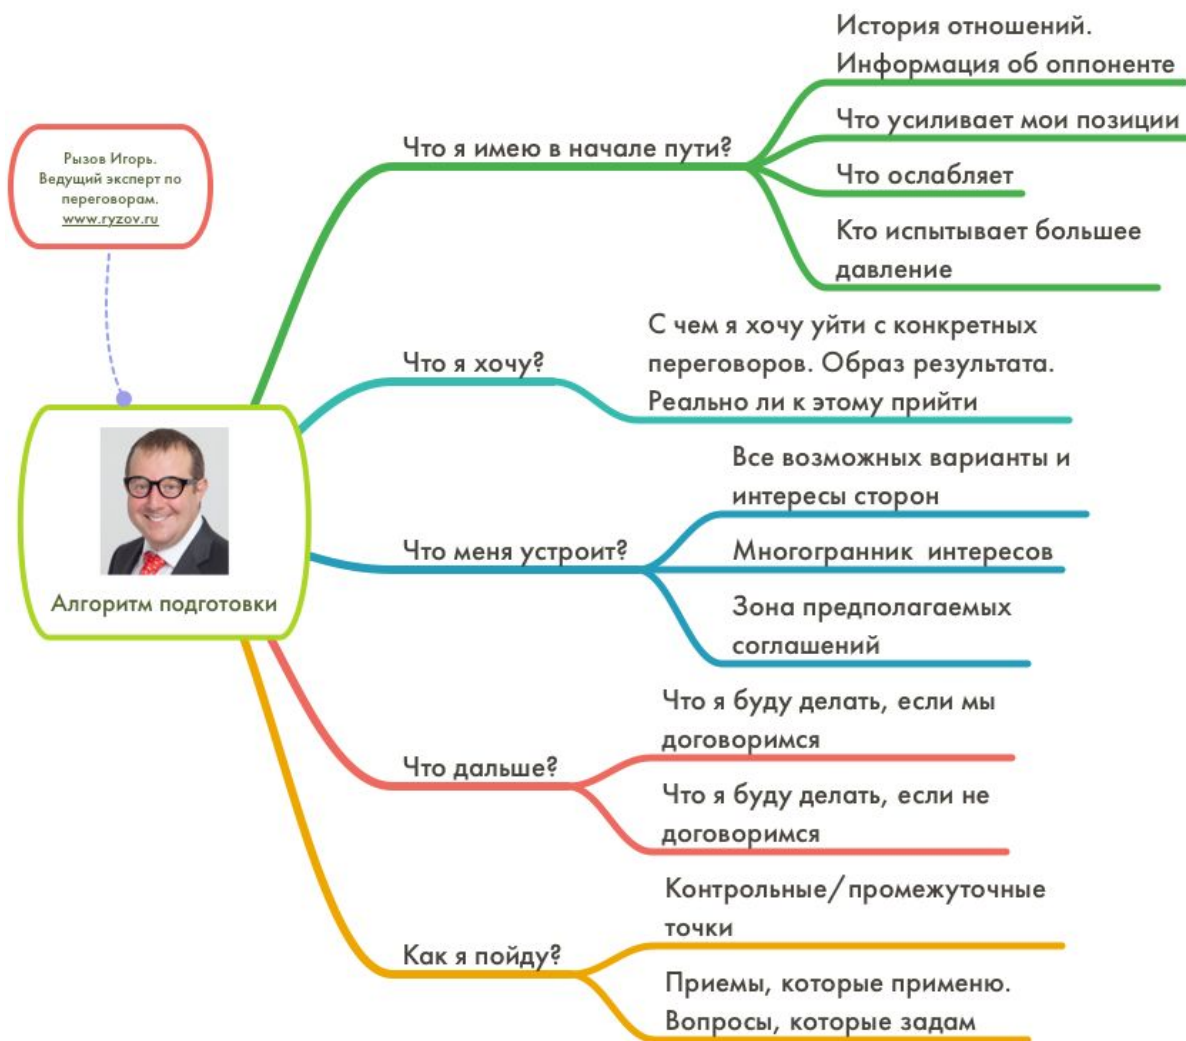 Рызов Игорь.
Ведущий эксперт по
переговорам.
www.ryzov.ru
Алгоритм подготовки
Что я имею в начале пути?
История отношений.
Информация об оппоненте
Что усиливает мои позиции
Что ослабляет
Кто испытывает большее
давление
Что я хочу?
С чем я хочу уйти с конкретных
переговоров. Образ результата.
Реально ли к этому прийти
Что меня устроит?
Все возможных варианты и
интересы сторон
Многогранник интересов
Зона предполагаемых
соглашений
Что дальше?
Что я буду делать, если мы
договоримся
Что я буду делать, если не
договоримся
Как я пойду?
Контрольные/промежуточные
точки
Приемы, которые применю.
Вопросы, которые задам